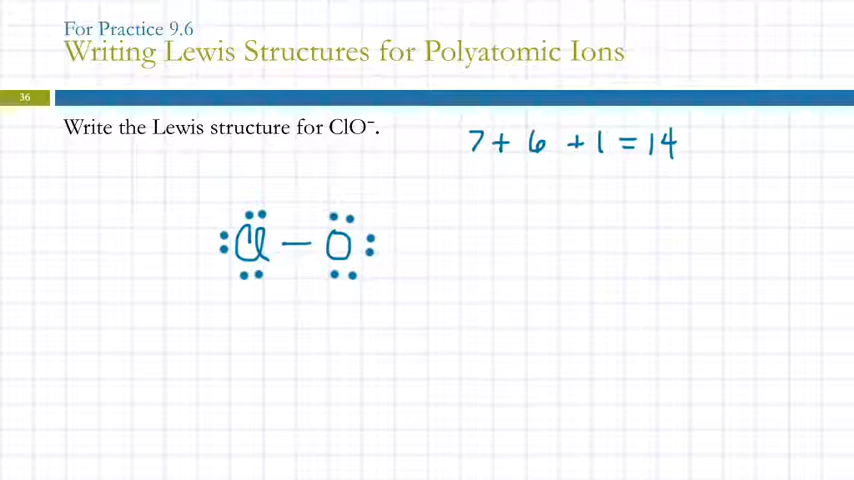 For Practice 9.6
Writing Lewis Structures for Polyatomic Ions
36
Write the Lewis structure for ClO⁻.
7 + 6 + 1 = 14
Cl — O